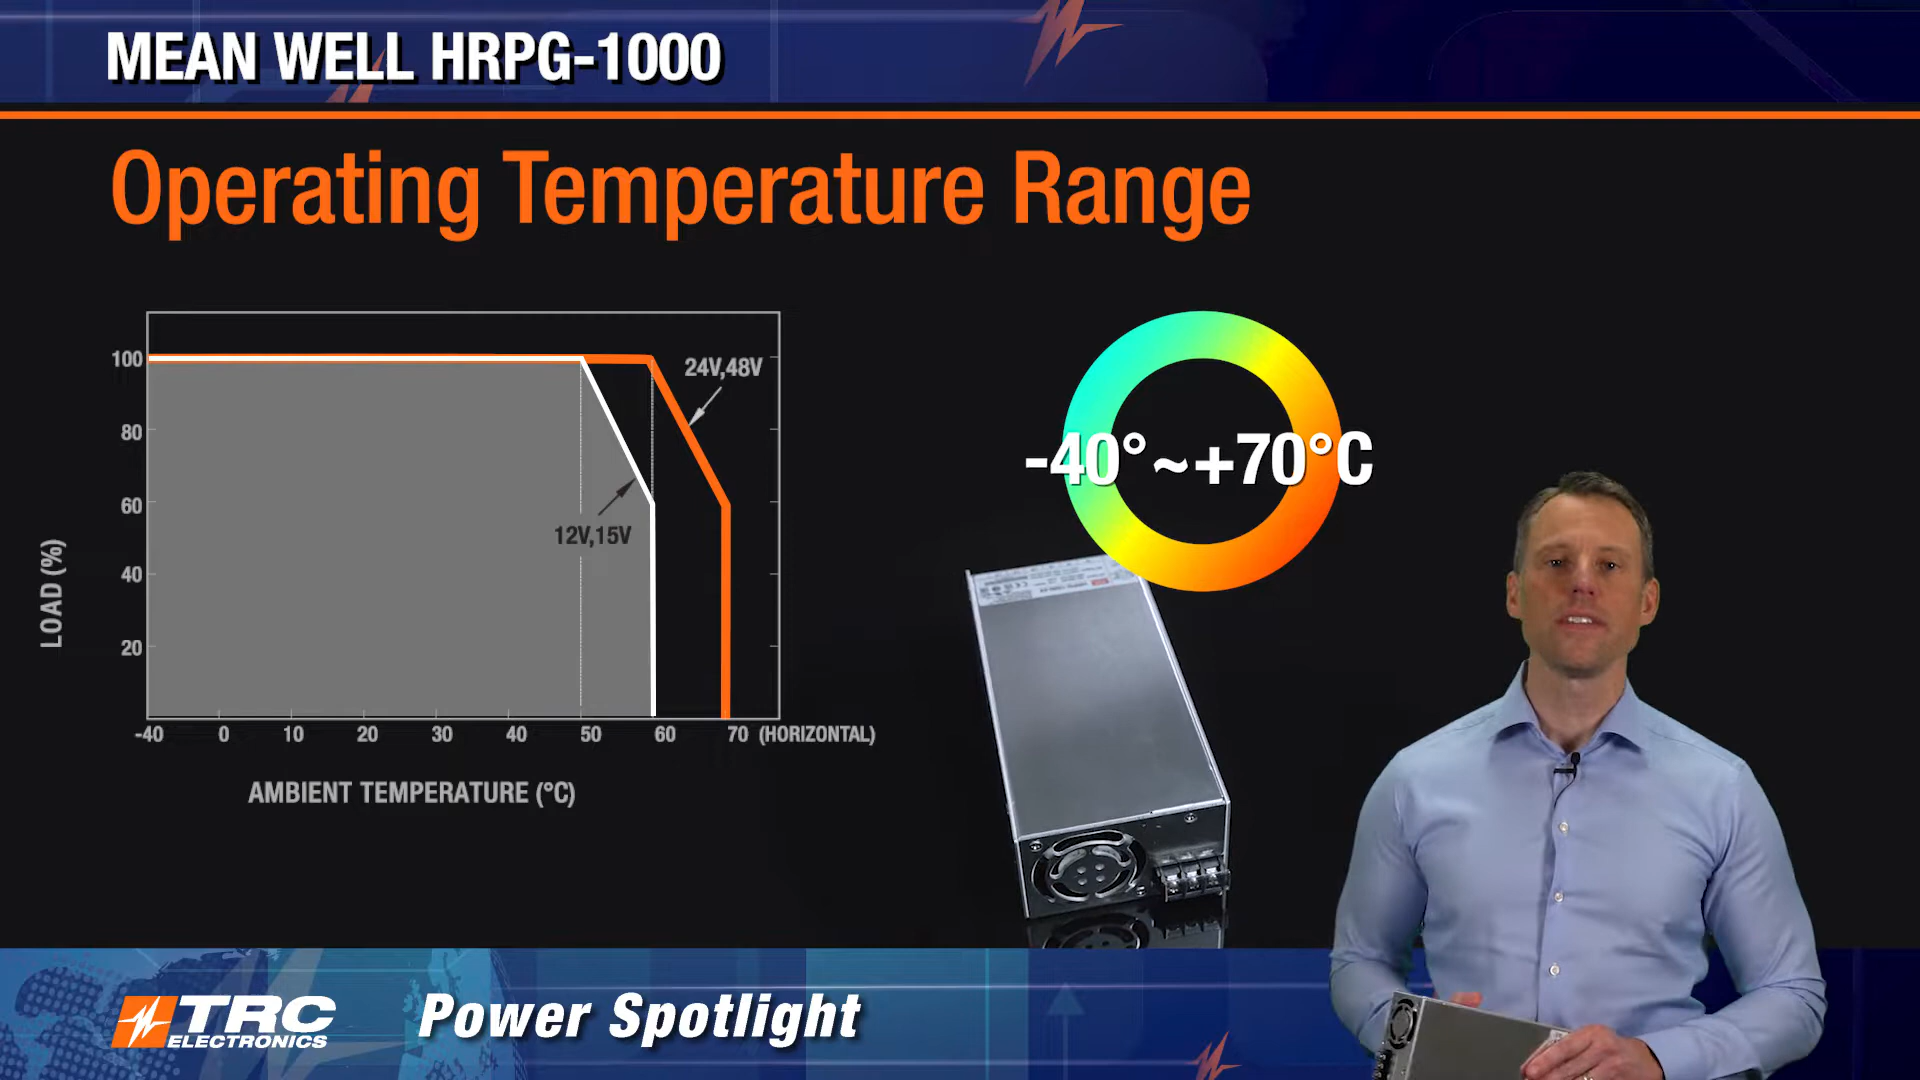 MEAN WELL HRPG-1000
Operating Temperature Range
100
80
60
40
20
LOAD (%)
24V,48V
12V,15V
-40 0 10 20 30 40 50 60 70 (HORIZONTAL)
AMBIENT TEMPERATURE (°C)
-40°~+70°C
TRC
ELECTRONICS
Power Spotlight